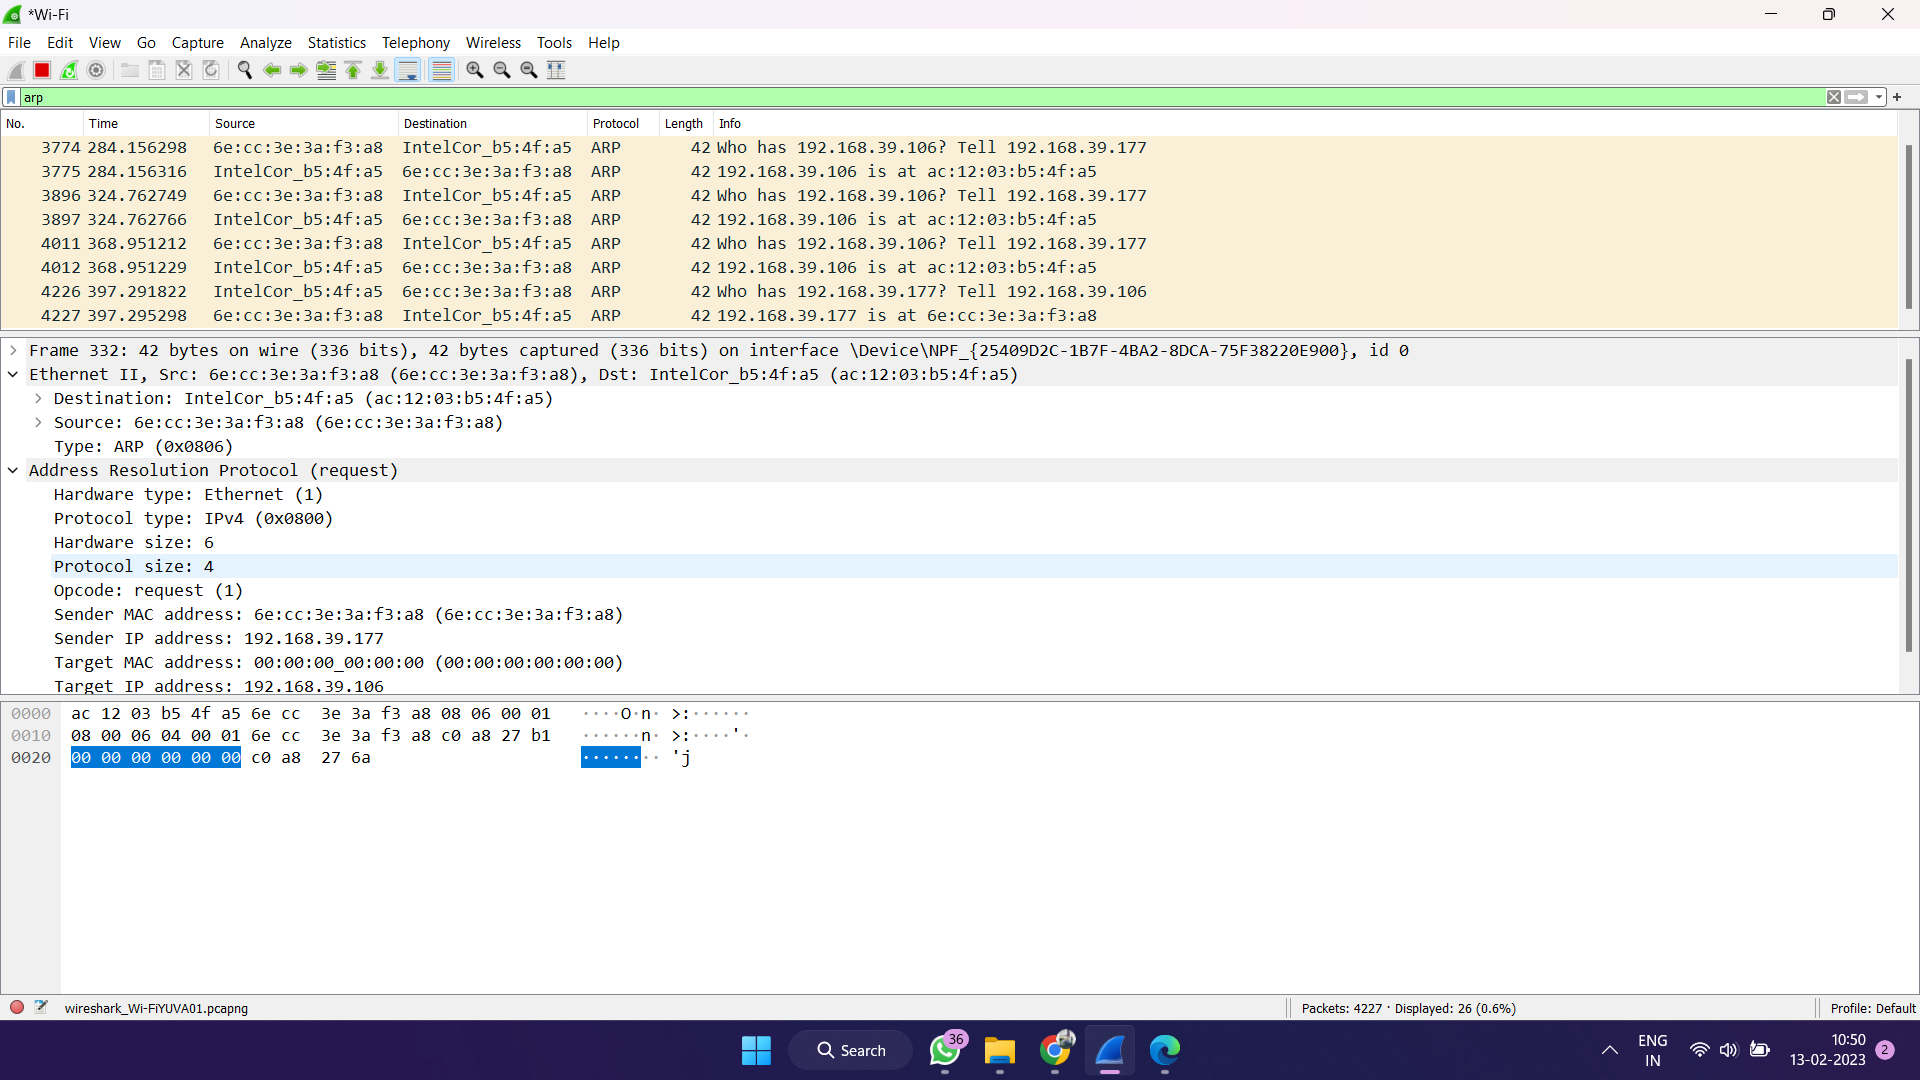 *Wi-Fi
File Edit View Go Capture Analyze Statistics Telephony Wireless Tools Help
arp
No. Time Source Destination Protocol Length Info
3774 284.156298 6e:cc:3e:3a:f3:a8 IntelCor_b5:4f:a5 ARP 42 Who has 192.168.39.106? Tell 192.168.39.177
3775 284.156316 IntelCor_b5:4f:a5 6e:cc:3e:3a:f3:a8 ARP 42 192.168.39.106 is at ac:12:03:b5:4f:a5
3896 324.762749 6e:cc:3e:3a:f3:a8 IntelCor_b5:4f:a5 ARP 42 Who has 192.168.39.106? Tell 192.168.39.177
3897 324.762766 IntelCor_b5:4f:a5 6e:cc:3e:3a:f3:a8 ARP 42 192.168.39.106 is at ac:12:03:b5:4f:a5
4011 368.951212 6e:cc:3e:3a:f3:a8 IntelCor_b5:4f:a5 ARP 42 Who has 192.168.39.106? Tell 192.168.39.177
4012 368.951229 IntelCor_b5:4f:a5 6e:cc:3e:3a:f3:a8 ARP 42 192.168.39.106 is at ac:12:03:b5:4f:a5
4226 397.291822 IntelCor_b5:4f:a5 6e:cc:3e:3a:f3:a8 ARP 42 Who has 192.168.39.177? Tell 192.168.39.106
4227 397.295298 6e:cc:3e:3a:f3:a8 IntelCor_b5:4f:a5 ARP 42 192.168.39.177 is at 6e:cc:3e:3a:f3:a8
Frame 332: 42 bytes on wire (336 bits), 42 bytes captured (336 bits) on interface \Device\NPF_{25409D2C-1B7F-4BA2-8DCA-75F38220E900}, id 0
Ethernet II, Src: 6e:cc:3e:3a:f3:a8 (6e:cc:3e:3a:f3:a8), Dst: IntelCor_b5:4f:a5 (ac:12:03:b5:4f:a5)
Destination: IntelCor_b5:4f:a5 (ac:12:03:b5:4f:a5)
Source: 6e:cc:3e:3a:f3:a8 (6e:cc:3e:3a:f3:a8)
Type: ARP (0x0806)
Address Resolution Protocol (request)
Hardware type: Ethernet (1)
Protocol type: IPv4 (0x0800)
Hardware size: 6
Protocol size: 4
Opcode: request (1)
Sender MAC address: 6e:cc:3e:3a:f3:a8 (6e:cc:3e:3a:f3:a8)
Sender IP address: 192.168.39.177
Target MAC address: 00:00:00_00:00:00 (00:00:00:00:00:00)
Target IP address: 192.168.39.106
0000 ac 12 03 b5 4f a5 6e cc 3e 3a f3 a8 08 06 00 01 ····O·n· >:······
0010 08 00 06 04 00 01 6e cc 3e 3a f3 a8 c0 a8 27 b1 ······n· >:····'·
0020 00 00 00 00 00 00 c0 a8 27 6a ········ 'j
wireshark_Wi-FiYUVA01.pcapng Packets: 4227 · Displayed: 26 (0.6%) Profile: Default
Search 36 ENG IN 10:50 13-02-2023 2